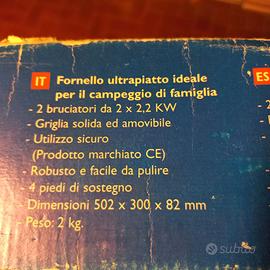 IT Fornello ultrapiatto ideale
per il campeggio di famiglia
- 2 bruciatori da 2 x 2,2 KW
- Griglia solida ed amovibile
- Utilizzo sicuro
(Prodotto marchiato CE)
- Robusto e facile da pulire
4 piedi di sostegno
- Dimensioni 502 x 300 x 82 mm
- Peso: 2 kg.
ES
subito